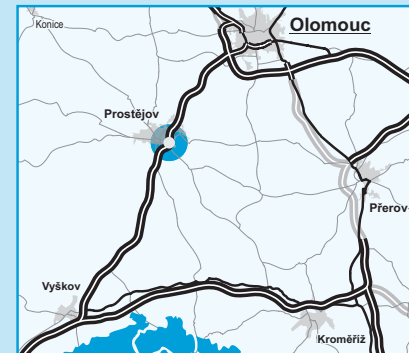 Konice
Olomouc
Prostějov
Přerov
Vyškov
Kroměříž